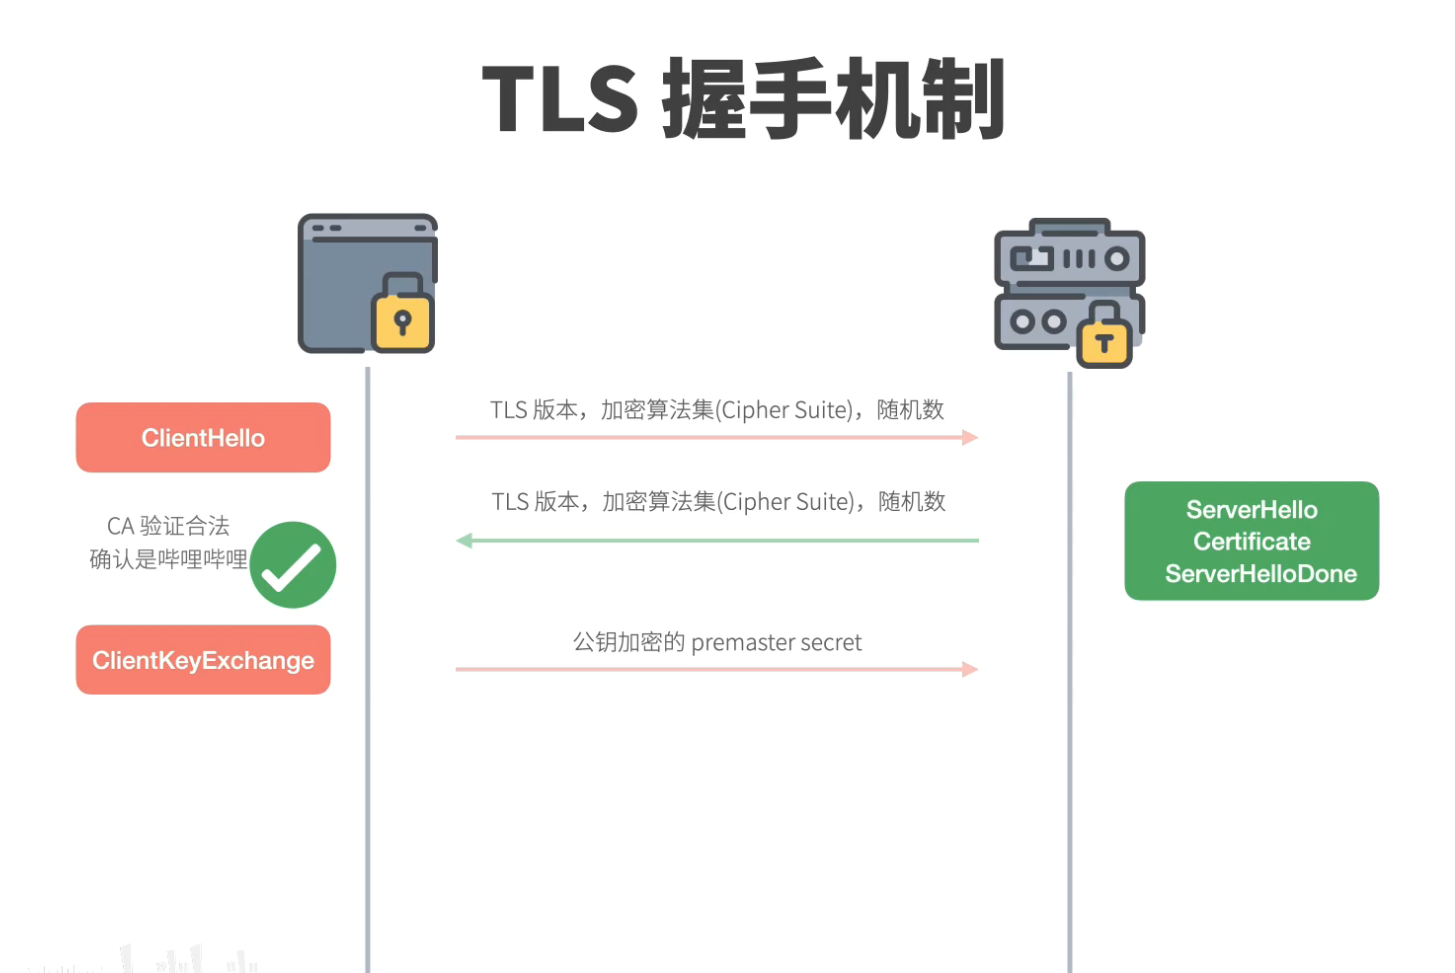 TLS 握手机制
TLS 版本，加密算法集(Cipher Suite)，随机数
ClientHello
TLS 版本，加密算法集(Cipher Suite)，随机数
ServerHello
Certificate
ServerHelloDone
CA 验证合法
确认是哔哩哔哩
公钥加密的 premaster secret
ClientKeyExchange